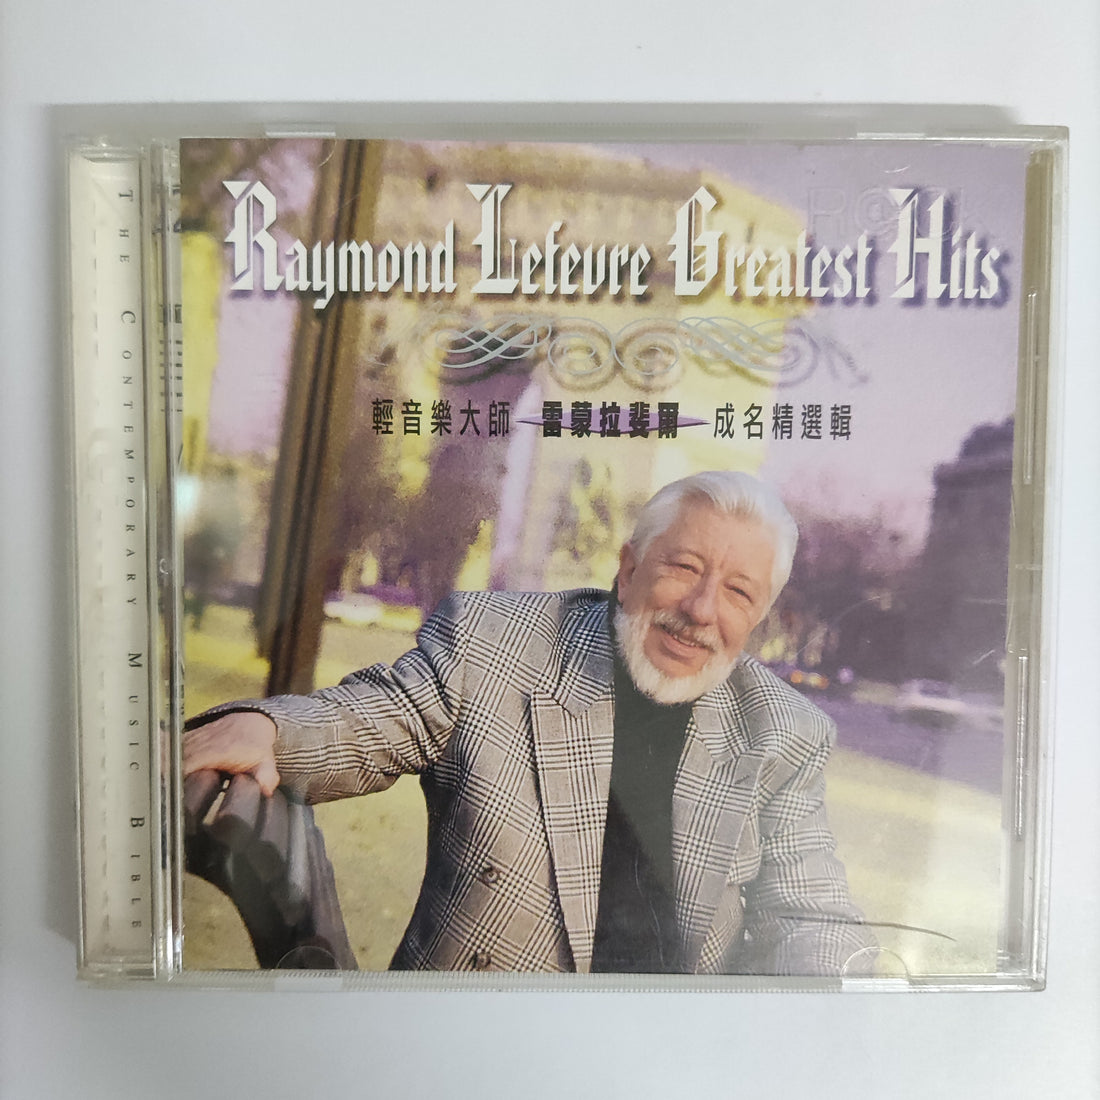 Raymond Lefevre Greatest Hits
輕音樂大師 雷蒙拉斐爾 成名精選輯
THE CONTEMPORARY MUSIC BIBLE